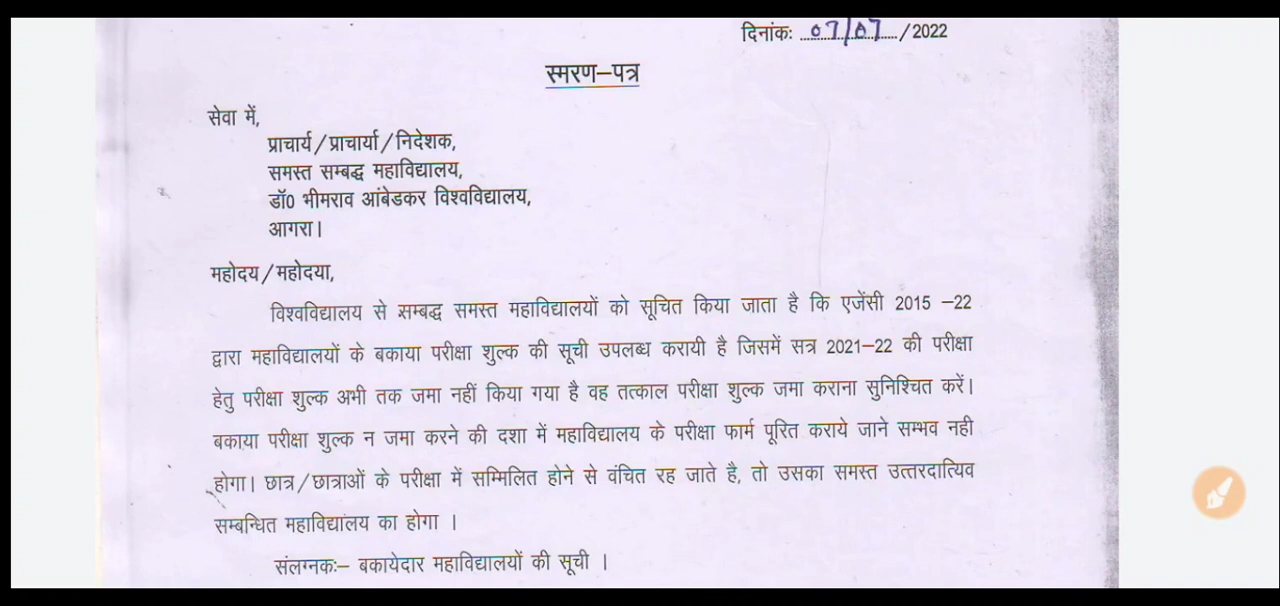 दिनांकः ..07/07../2022
स्मरण–पत्र
सेवा में,
प्राचार्य/प्राचार्या/निदेशक,
समस्त सम्बद्ध महाविद्यालय,
डॉ0 भीमराव आंबेडकर विश्वविद्यालय,
आगरा।
महोदय/महोदया,
विश्वविद्यालय से सम्बद्ध समस्त महाविद्यालयों को सूचित किया जाता है कि एजेंसी 2015 –22
द्वारा महाविद्यालयों के बकाया परीक्षा शुल्क की सूची उपलब्ध करायी है जिसमें सत्र 2021–22 की परीक्षा
हेतु परीक्षा शुल्क अभी तक जमा नहीं किया गया है वह तत्काल परीक्षा शुल्क जमा कराना सुनिश्चित करें।
बकाया परीक्षा शुल्क न जमा करने की दशा में महाविद्यालय के परीक्षा फार्म पूरित कराये जाने सम्भव नही
होगा। छात्र/छात्राओं के परीक्षा में सम्मिलित होने से वंचित रह जाते है, तो उसका समस्त उत्तरदात्यिव
सम्बन्धित महाविद्यालय का होगा ।
संलग्नकः– बकायेदार महाविद्यालयों की सूची ।